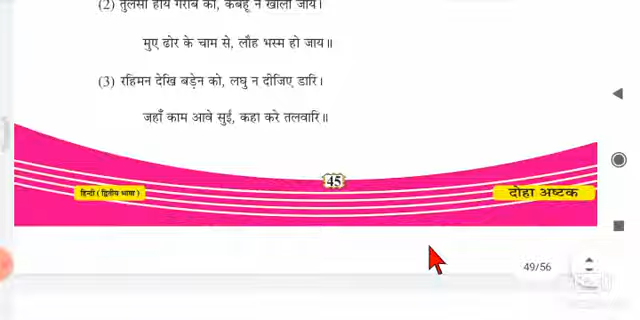 (2) तुलसी हाय गरीब की, कबहू न खाली जाय।
मुए ढोर के चाम से, लौह भस्म हो जाय॥
(3) रहिमन देखि बड़ेन को, लघु न दीजिए डारि।
जहाँ काम आवे सुई, कहा करे तलवारि॥
45
हिन्दी (द्वितीय भाषा)
दोहा अष्टक
49/56